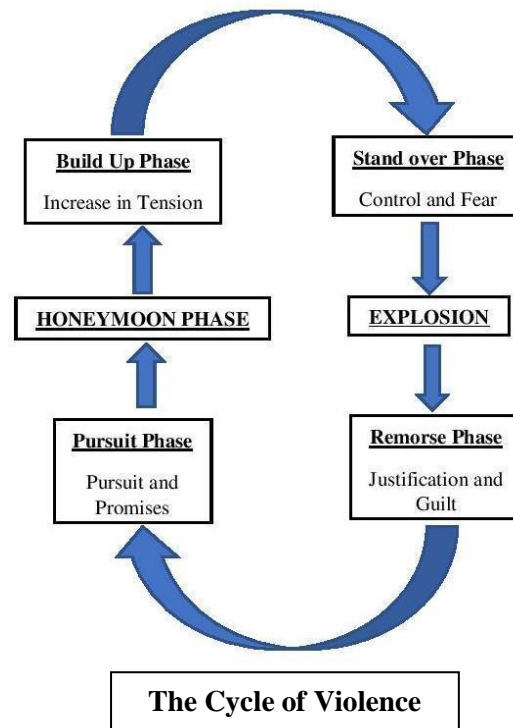 Build Up Phase
Increase in Tension
Stand over Phase
Control and Fear
HONEYMOON PHASE
EXPLOSION
Pursuit Phase
Pursuit and
Promises
Remorse Phase
Justification and
Guilt
The Cycle of Violence